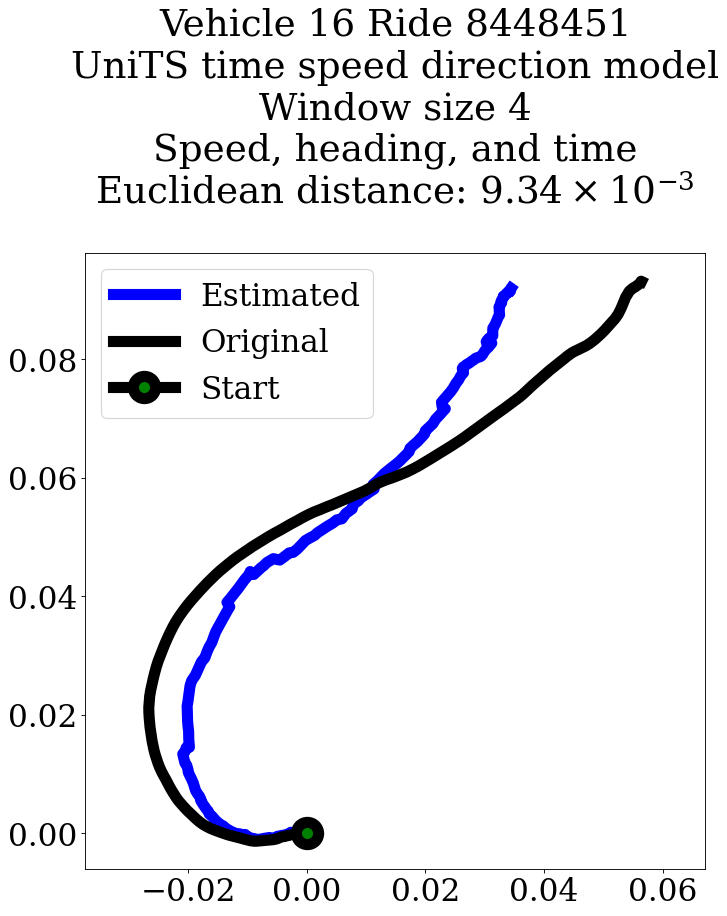 Vehicle 16 Ride 8448451
UniTS time speed direction model
Window size 4
Speed, heading, and time
Euclidean distance: 9.34 × 10⁻³
Estimated
Original
Start
0.08
0.06
0.04
0.02
0.00
−0.02 0.00 0.02 0.04 0.06